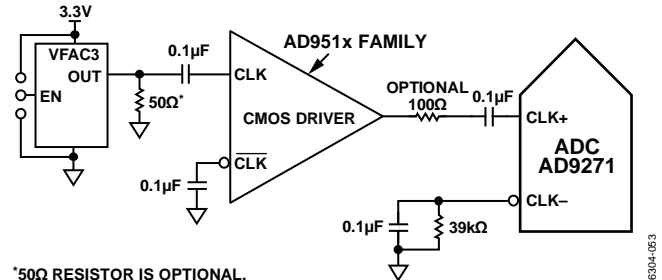 3.3V
VFAC3
OUT
EN
50Ω*
0.1µF
AD951x FAMILY
CLK
CMOS DRIVER
CLK
0.1µF
OPTIONAL
100Ω
0.1µF
CLK+
ADC
AD9271
CLK–
0.1µF
39kΩ
*50Ω RESISTOR IS OPTIONAL.
6304-053